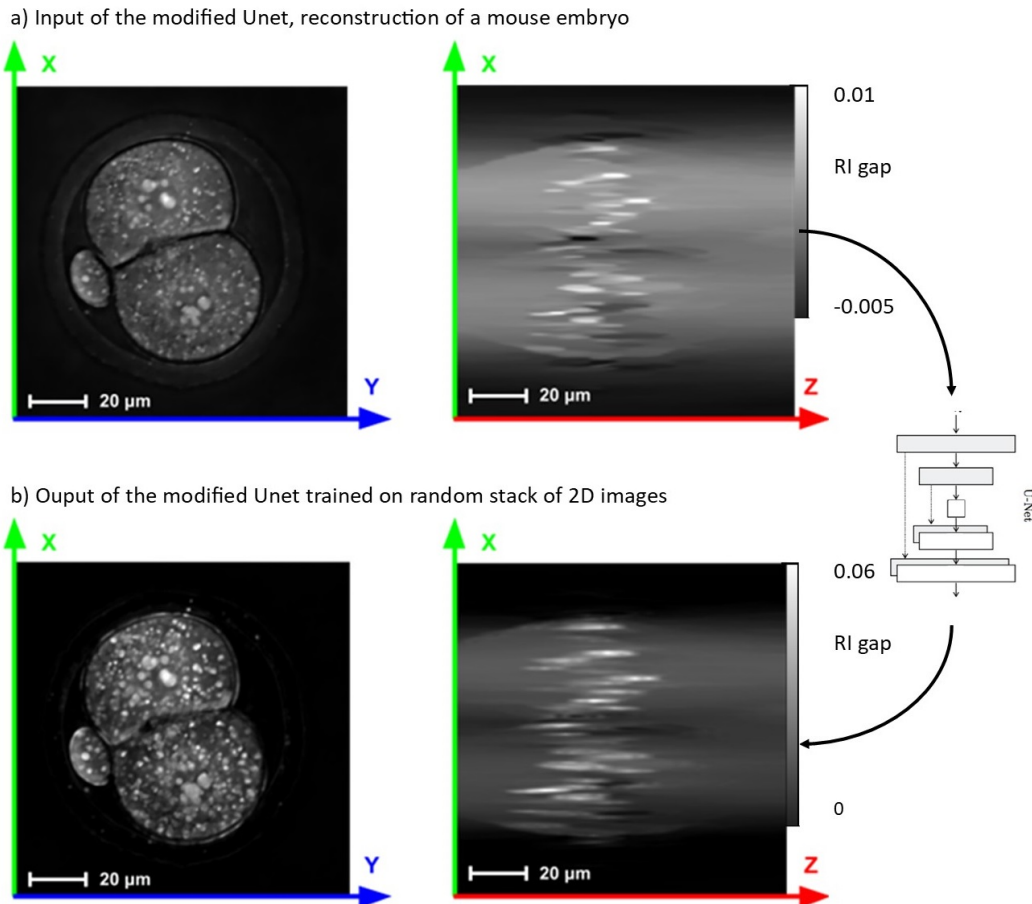 a) Input of the modified Unet, reconstruction of a mouse embryo
X
X
0.01
RI gap
-0.005
Y
Z
20 µm
20 µm
U-Net
b) Ouput of the modified Unet trained on random stack of 2D images
X
X
0.06
RI gap
0
Y
Z
20 µm
20 µm